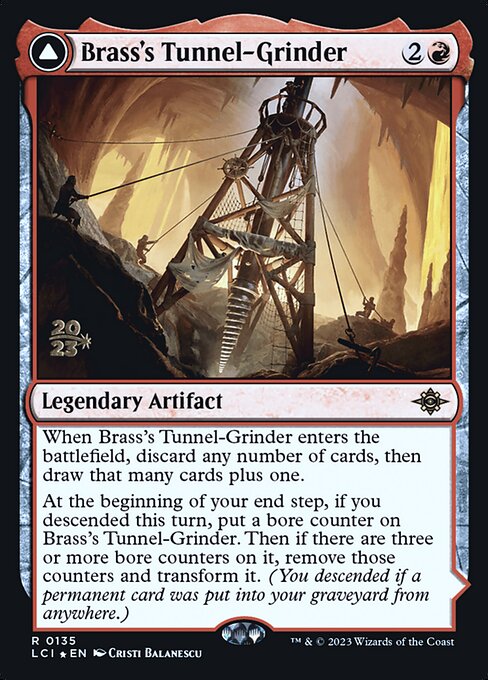 Brass's Tunnel-Grinder 2
20
23
Legendary Artifact
When Brass's Tunnel-Grinder enters the
battlefield, discard any number of cards, then
draw that many cards plus one.
At the beginning of your end step, if you
descended this turn, put a bore counter on
Brass's Tunnel-Grinder. Then if there are three
or more bore counters on it, remove those
counters and transform it. (You descended if a
permanent card was put into your graveyard from
anywhere.)
R 0135 ™ & © 2023 Wizards of the Coast
LCI ★ EN Cristi Balanescu